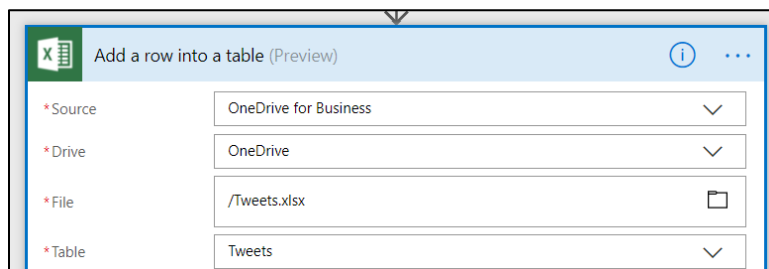 Add a row into a table (Preview)
*Source OneDrive for Business
*Drive OneDrive
*File /Tweets.xlsx
*Table Tweets